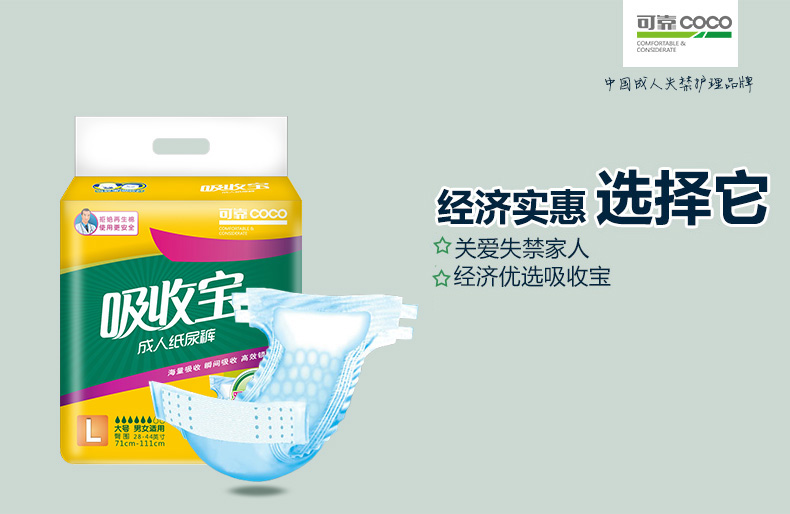 可靠 COCO
COMFORTABLE &
CONSIDERATE
中国成人失禁护理品牌
经济实惠 选择它
关爱失禁家人
经济优选吸收宝
吸收宝
可靠 COCO
COMFORTABLE &
CONSIDERATE
拒绝再生棉
使用更安全
吸收宝
成人纸尿裤
海量吸收 瞬间吸收 高效锁
L
大号 男女适用
臀围 28-44英寸
71cm-111cm